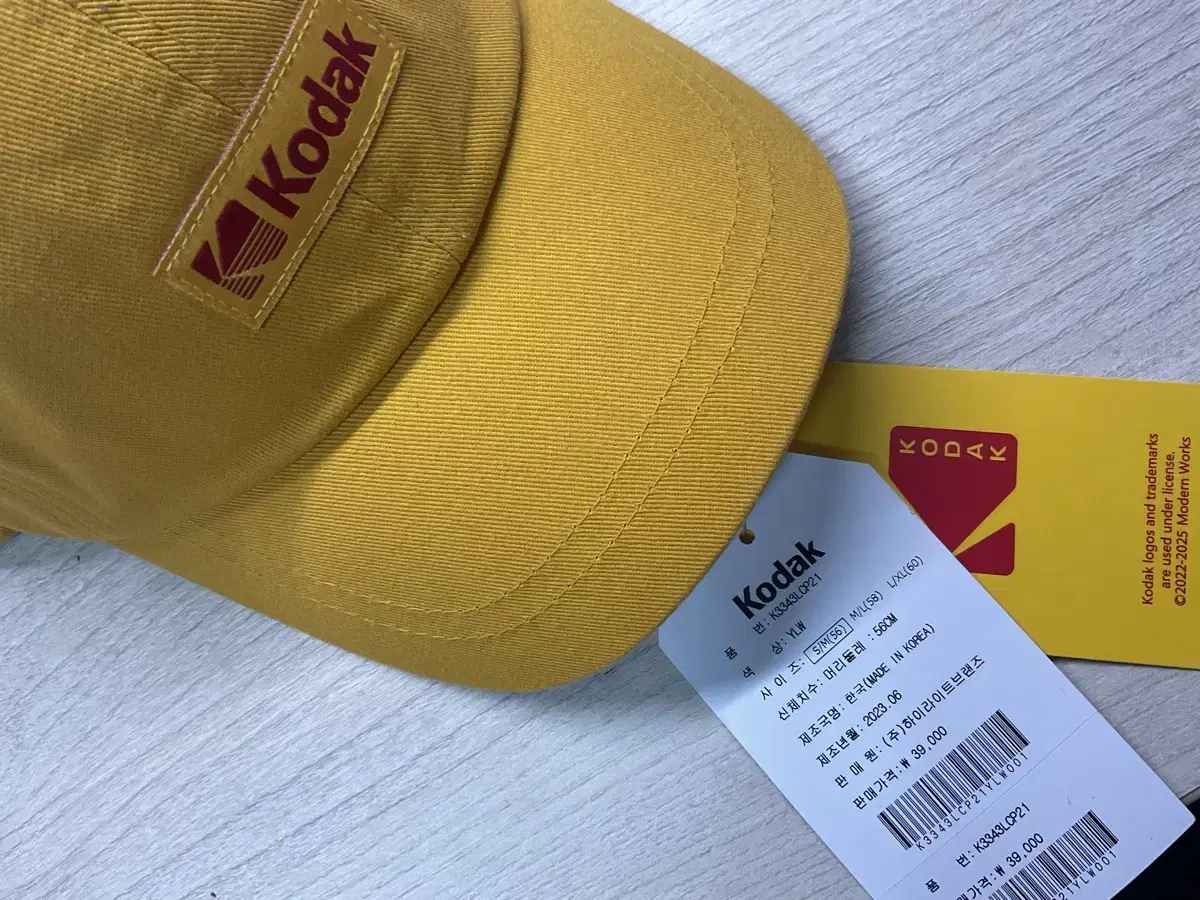 Kodak
KODAK
Kodak logos and trademarks
are used under license.
©2022-2025 Modern Works
Kodak
품 번: K3343LCP21
색 상: YLW
사 이 즈: S/M(56) M/L(58) L/XL(60)
신체치수: 머리둘레 : 56CM
제조국명: 한국(MADE IN KOREA)
제조년월: 2023.06
판 매 원: (주)하이라이트브랜즈
판매가격: ₩ 39,000
K3343LCP21YLW001
품 번: K3343LCP21
매가격: ₩ 39,000
21YLW001